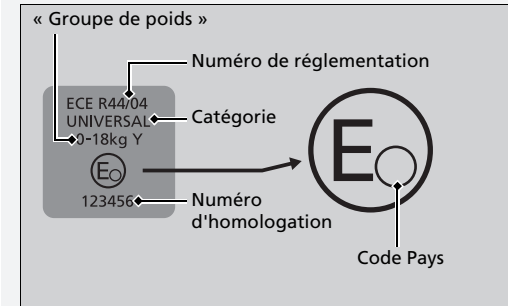 « Groupe de poids »
Numéro de réglementation
ECE R44/04
UNIVERSAL
Catégorie
0-18kg Y
E
E
123456
Numéro
d'homologation
Code Pays